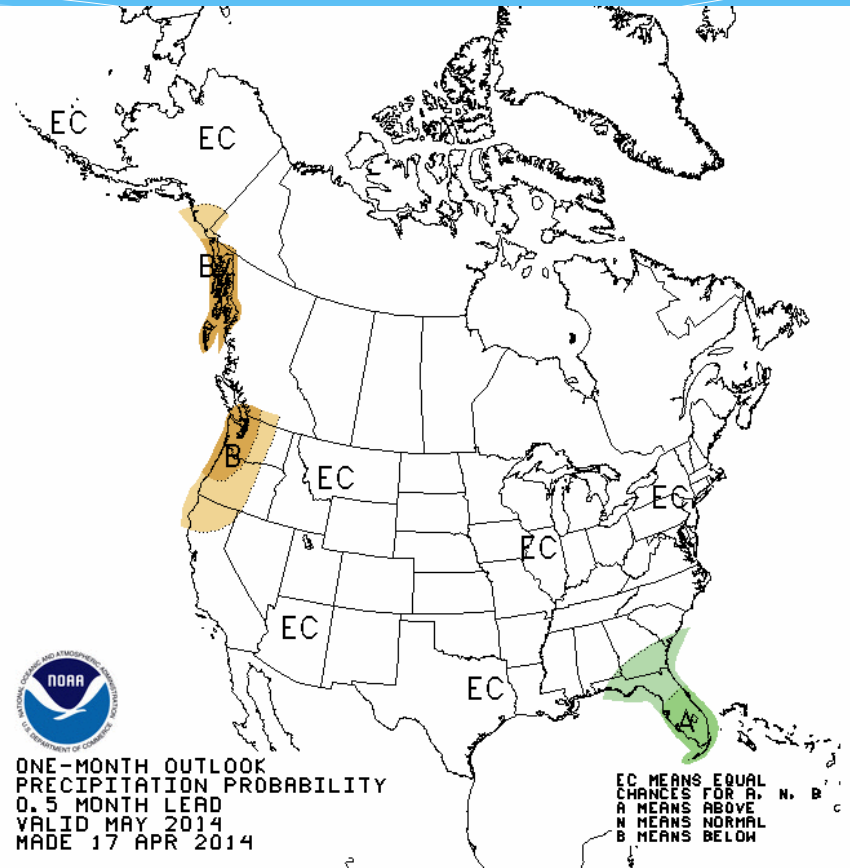 EC
EC
B
B
EC
EC
EC
EC
EC
A
NATIONAL OCEANIC AND ATMOSPHERIC ADMINISTRATION
NOAA
U.S. DEPARTMENT OF COMMERCE
ONE-MONTH OUTLOOK
PRECIPITATION PROBABILITY
0.5 MONTH LEAD
VALID MAY 2014
MADE 17 APR 2014
EC MEANS EQUAL
CHANCES FOR A, N, B
A MEANS ABOVE
N MEANS NORMAL
B MEANS BELOW